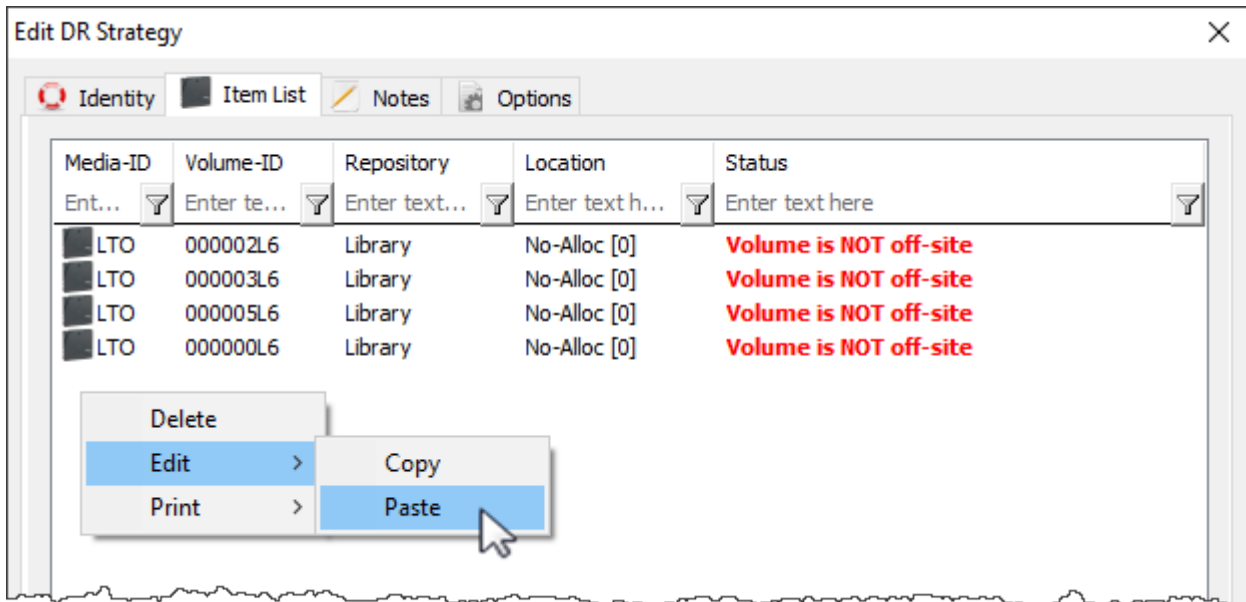 Edit DR Strategy
Identity Item List Notes Options
Media-ID Volume-ID Repository Location Status
Ent... Enter te... Enter text... Enter text h... Enter text here
LTO 000002L6 Library No-Alloc [0] Volume is NOT off-site
LTO 000003L6 Library No-Alloc [0] Volume is NOT off-site
LTO 000005L6 Library No-Alloc [0] Volume is NOT off-site
LTO 000000L6 Library No-Alloc [0] Volume is NOT off-site
Delete
Edit > Copy
Print > Paste